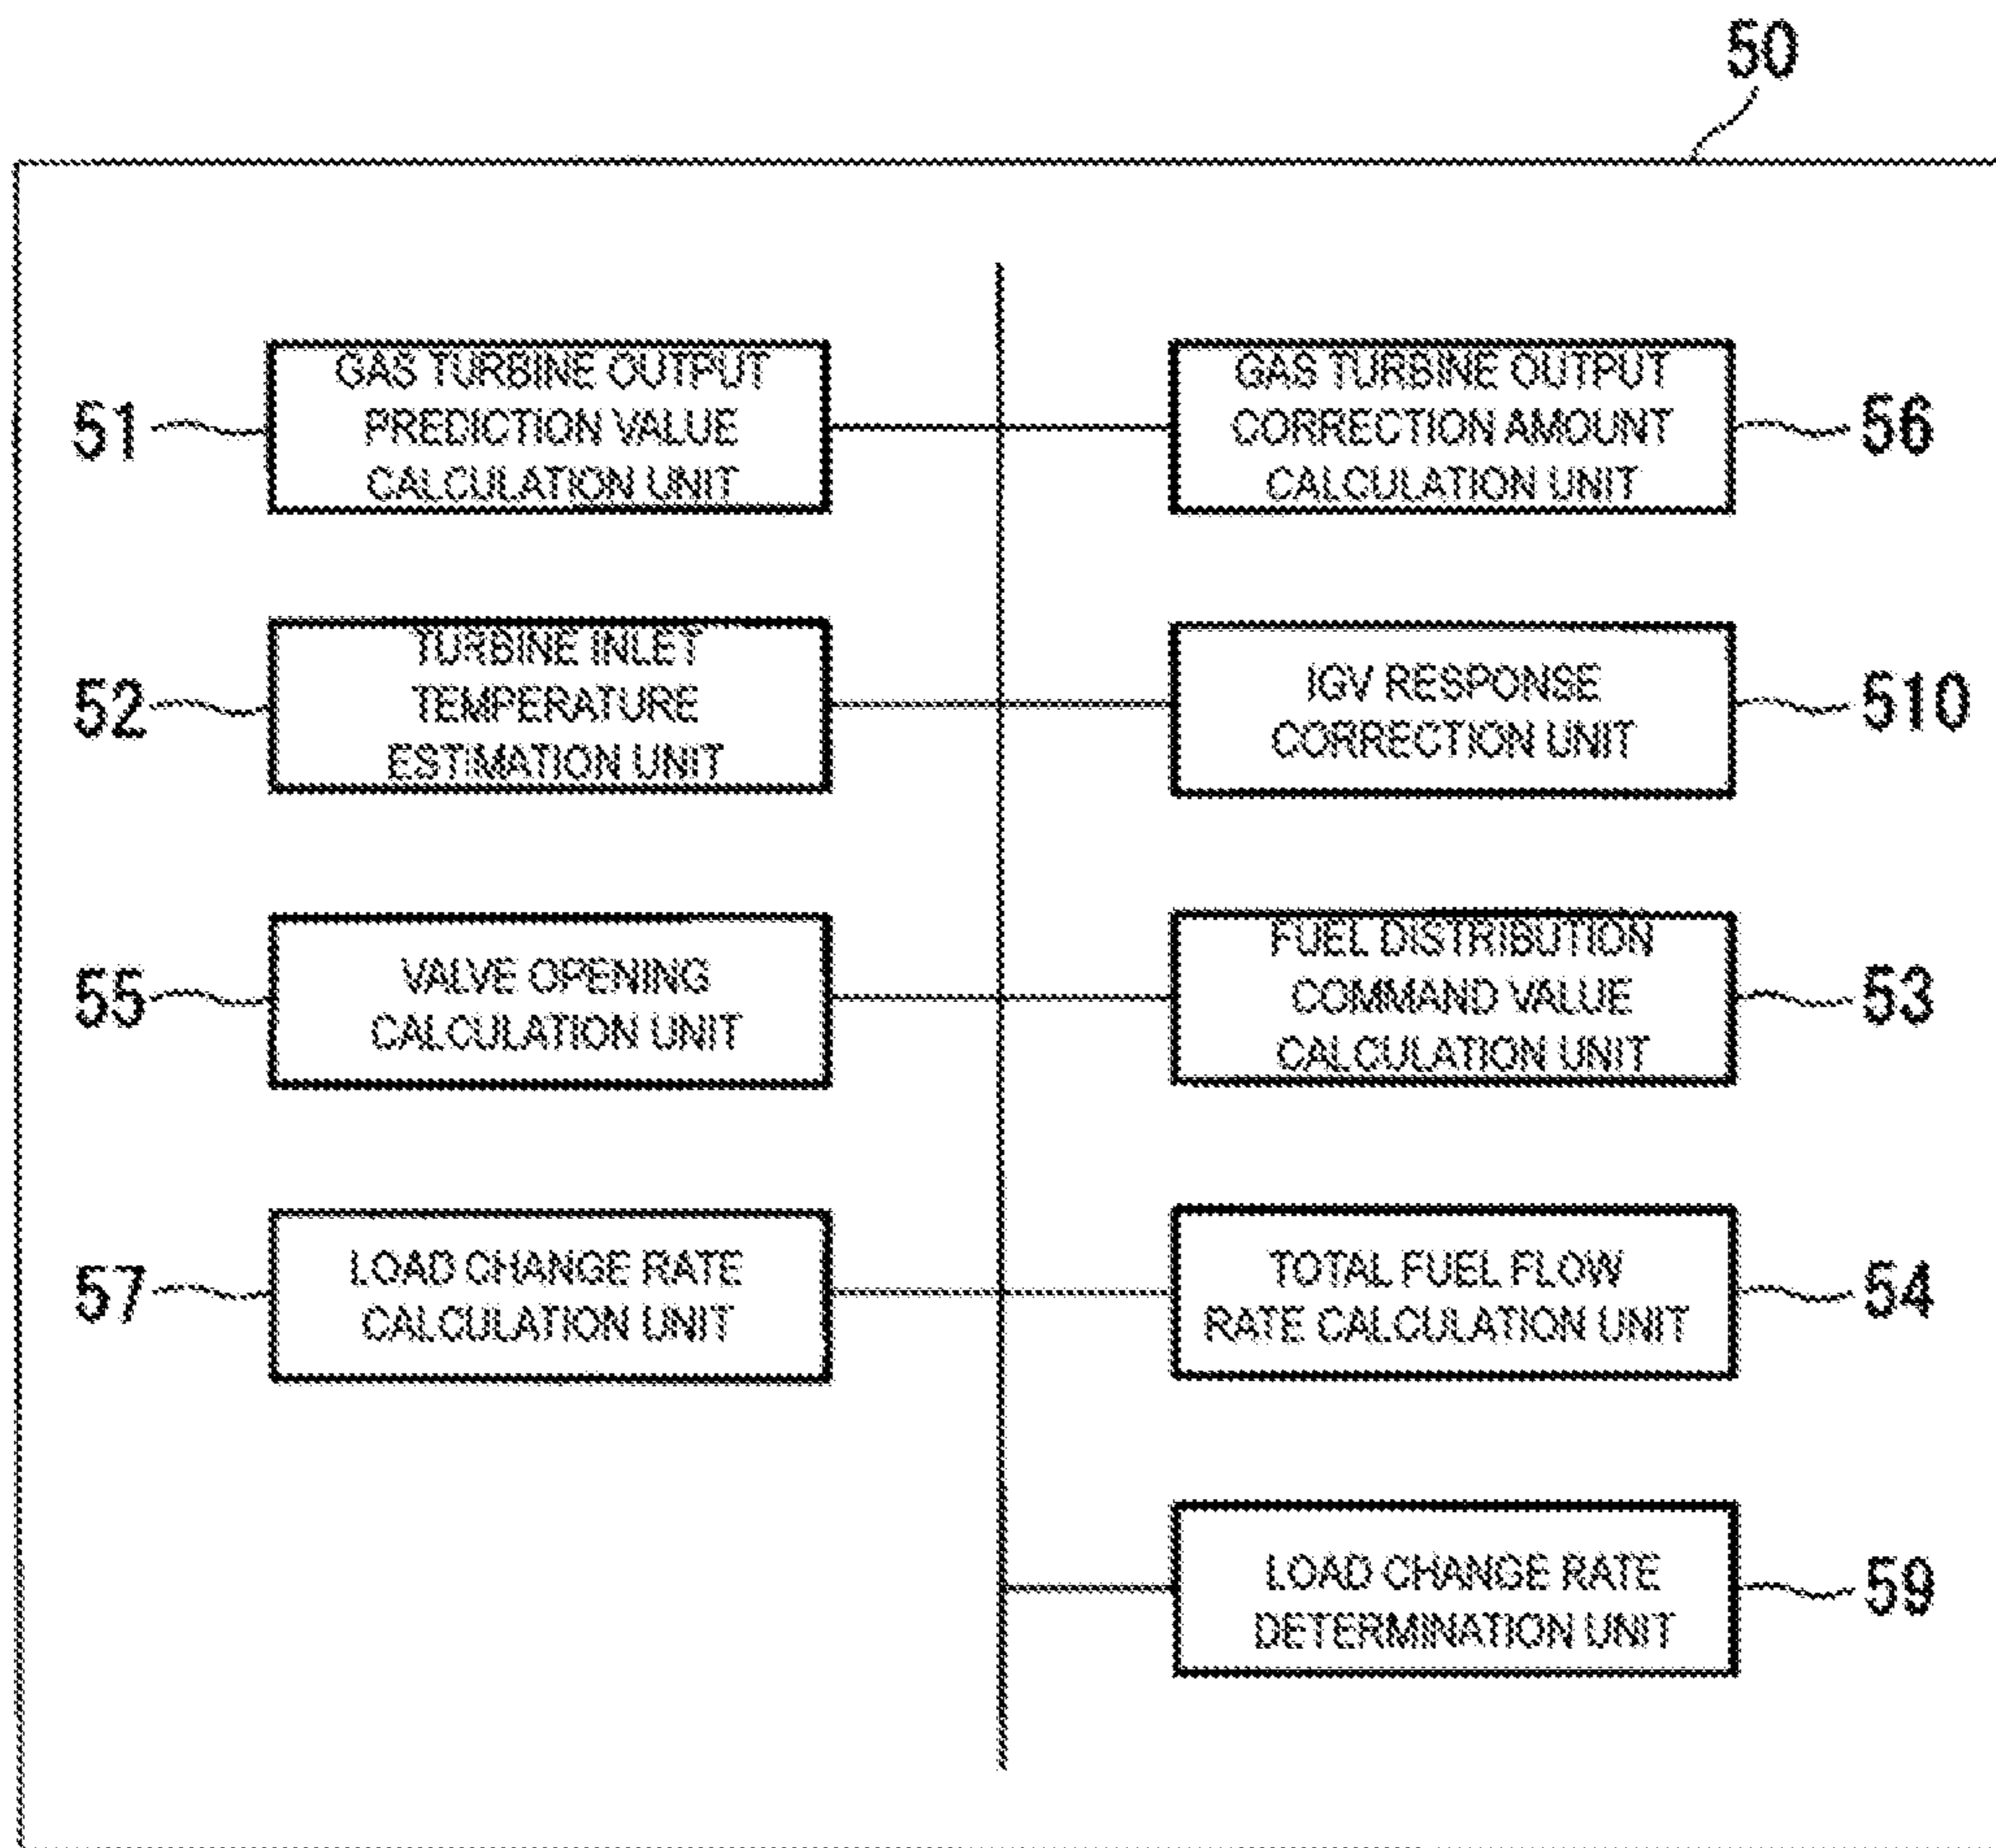 50
51
GAS TURBINE OUTPUT
PREDICTION VALUE
CALCULATION UNIT
GAS TURBINE OUTPUT
CORRECTION AMOUNT
CALCULATION UNIT
56
52
TURBINE INLET
TEMPERATURE
ESTIMATION UNIT
IGV RESPONSE
CORRECTION UNIT
510
55
VALVE OPENING
CALCULATION UNIT
FUEL DISTRIBUTION
COMMAND VALUE
CALCULATION UNIT
53
57
LOAD CHANGE RATE
CALCULATION UNIT
TOTAL FUEL FLOW
RATE CALCULATION UNIT
54
LOAD CHANGE RATE
DETERMINATION UNIT
59